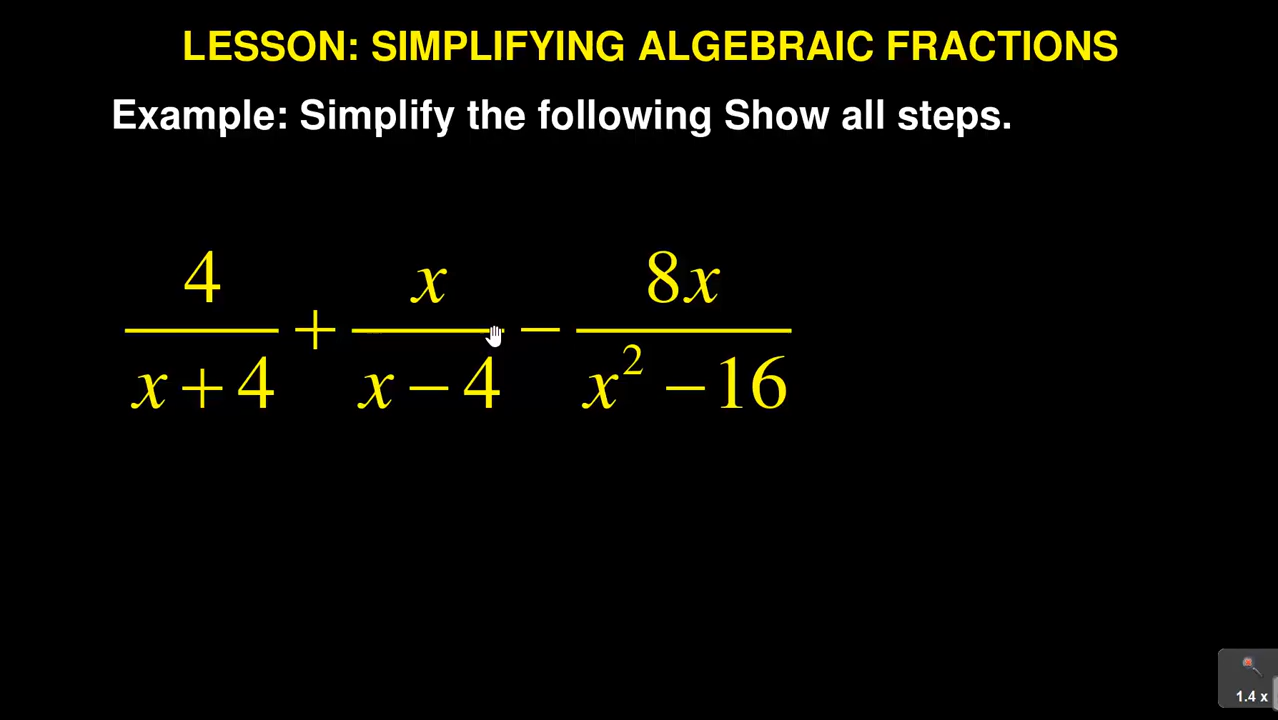 LESSON: SIMPLIFYING ALGEBRAIC FRACTIONS
Example: Simplify the following Show all steps.
4/(x + 4) + x/(x − 4) − 8x/(x² − 16)
1.4 x